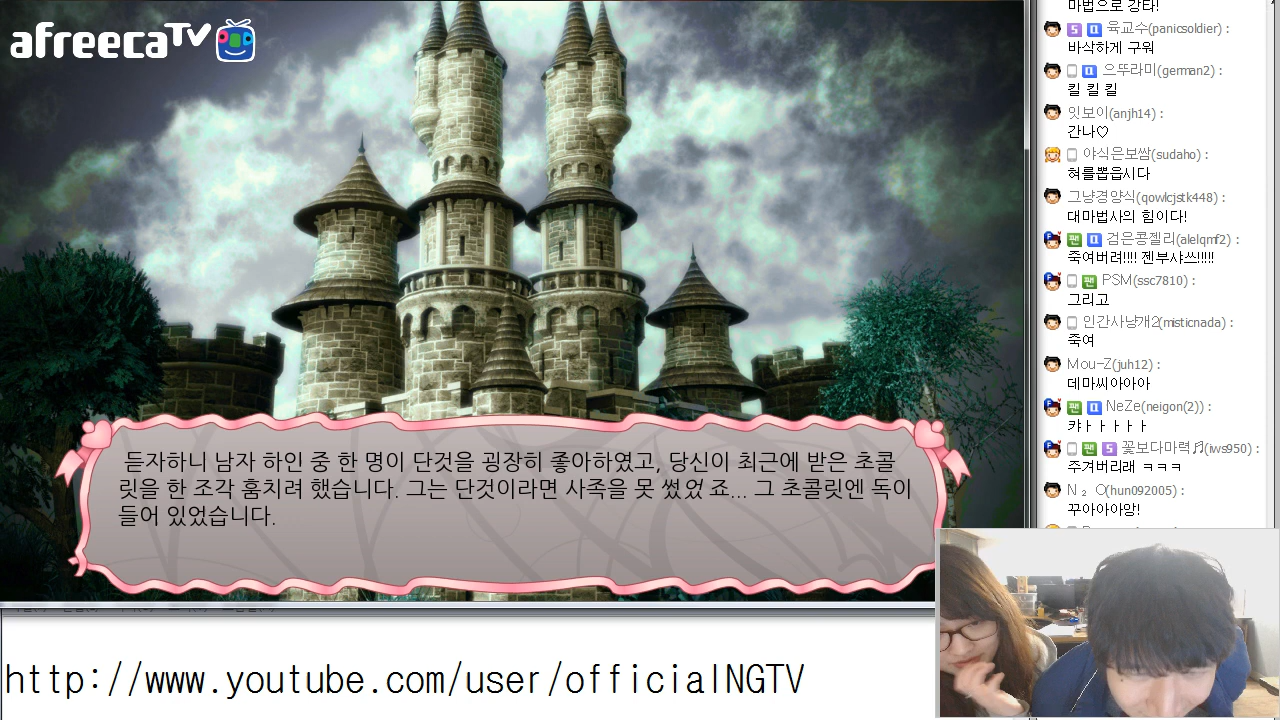 afreecaTV
듣자하니 남자 하인 중 한 명이 단것을 굉장히 좋아하였고, 당신이 최근에 받은 초콜
릿을 한 조각 훔치려 했습니다. 그는 단것이라면 사족을 못 썼었 죠... 그 초콜릿엔 독이
들어 있었습니다.
http://www.youtube.com/user/officialNGTV
마법으로 강타!
육교수(panicsoldier) :
바삭하게 구워
으뚜라미(german2) :
킬 킬 킬
잇보이(anjh14) :
간나♡
야식은보쌈(sudaho) :
혀를뽑읍시다
그냥경양식(qowlcjstk448) :
대마법사의 힘이다!
팬 검은콩젤리(alelqmf2) :
죽여버려!!!! 젠부샤쓰!!!!
팬 PSM(ssc7810) :
그리고
인간사냥개2(misticnada) :
죽여
Mou-Z(juh12) :
데마씨아아아
팬 NeZe(neigon(2)) :
캬ㅏㅏㅏㅏㅏ
팬 S 꽃보다마력♬(iws950) :
주겨버리래 ㅋㅋㅋ
N ₂ O(hun092005) :
꾸아아아앙!